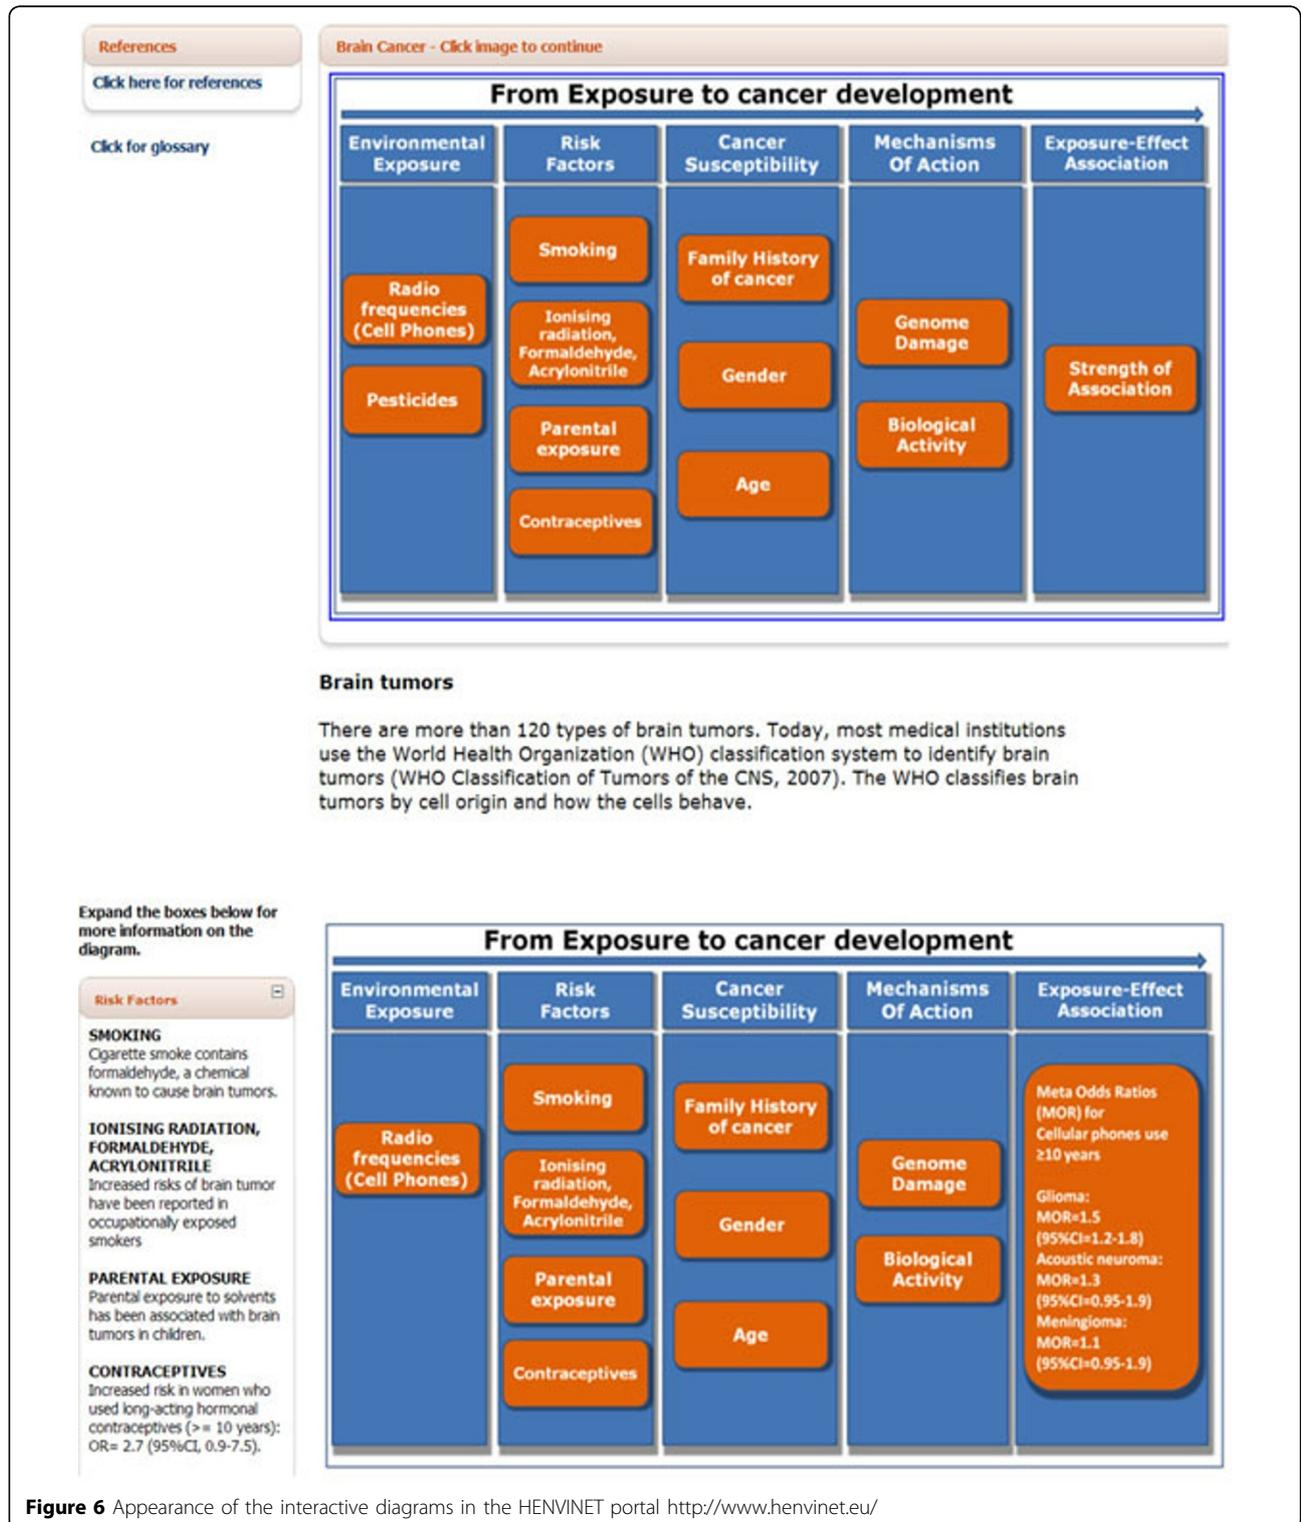 References
Click here for references
Click for glossary
Brain Cancer - Click image to continue
From Exposure to cancer development
Environmental
Exposure
Radio
frequencies
(Cell Phones)
Pesticides
Risk
Factors
Smoking
Ionising
radiation,
Formaldehyde,
Acrylonitrile
Parental
exposure
Contraceptives
Cancer
Susceptibility
Family History
of cancer
Gender
Age
Mechanisms
Of Action
Genome
Damage
Biological
Activity
Exposure-Effect
Association
Strength of
Association
Brain tumors
There are more than 120 types of brain tumors. Today, most medical institutions
use the World Health Organization (WHO) classification system to identify brain
tumors (WHO Classification of Tumors of the CNS, 2007). The WHO classifies brain
tumors by cell origin and how the cells behave.
Expand the boxes below for
more information on the
diagram.
Risk Factors
SMOKING
Cigarette smoke contains
formaldehyde, a chemical
known to cause brain tumors.
IONISING RADIATION,
FORMALDEHYDE,
ACRYLONITRILE
Increased risks of brain tumor
have been reported in
occupationally exposed
smokers
PARENTAL EXPOSURE
Parental exposure to solvents
has been associated with brain
tumors in children.
CONTRACEPTIVES
Increased risk in women who
used long-acting hormonal
contraceptives (>= 10 years):
OR= 2.7 (95%CI, 0.9-7.5).
From Exposure to cancer development
Environmental
Exposure
Radio
frequencies
(Cell Phones)
Risk
Factors
Smoking
Ionising
radiation,
Formaldehyde,
Acrylonitrile
Parental
exposure
Contraceptives
Cancer
Susceptibility
Family History
of cancer
Gender
Age
Mechanisms
Of Action
Genome
Damage
Biological
Activity
Exposure-Effect
Association
Meta Odds Ratios
(MOR) for
Cellular phones use
≥10 years
Glioma:
MOR=1.5
(95%CI=1.2-1.8)
Acoustic neuroma:
MOR=1.3
(95%CI=0.95-1.9)
Meningioma:
MOR=1.1
(95%CI=0.95-1.9)
Figure 6 Appearance of the interactive diagrams in the HENVINET portal http://www.henvinet.eu/